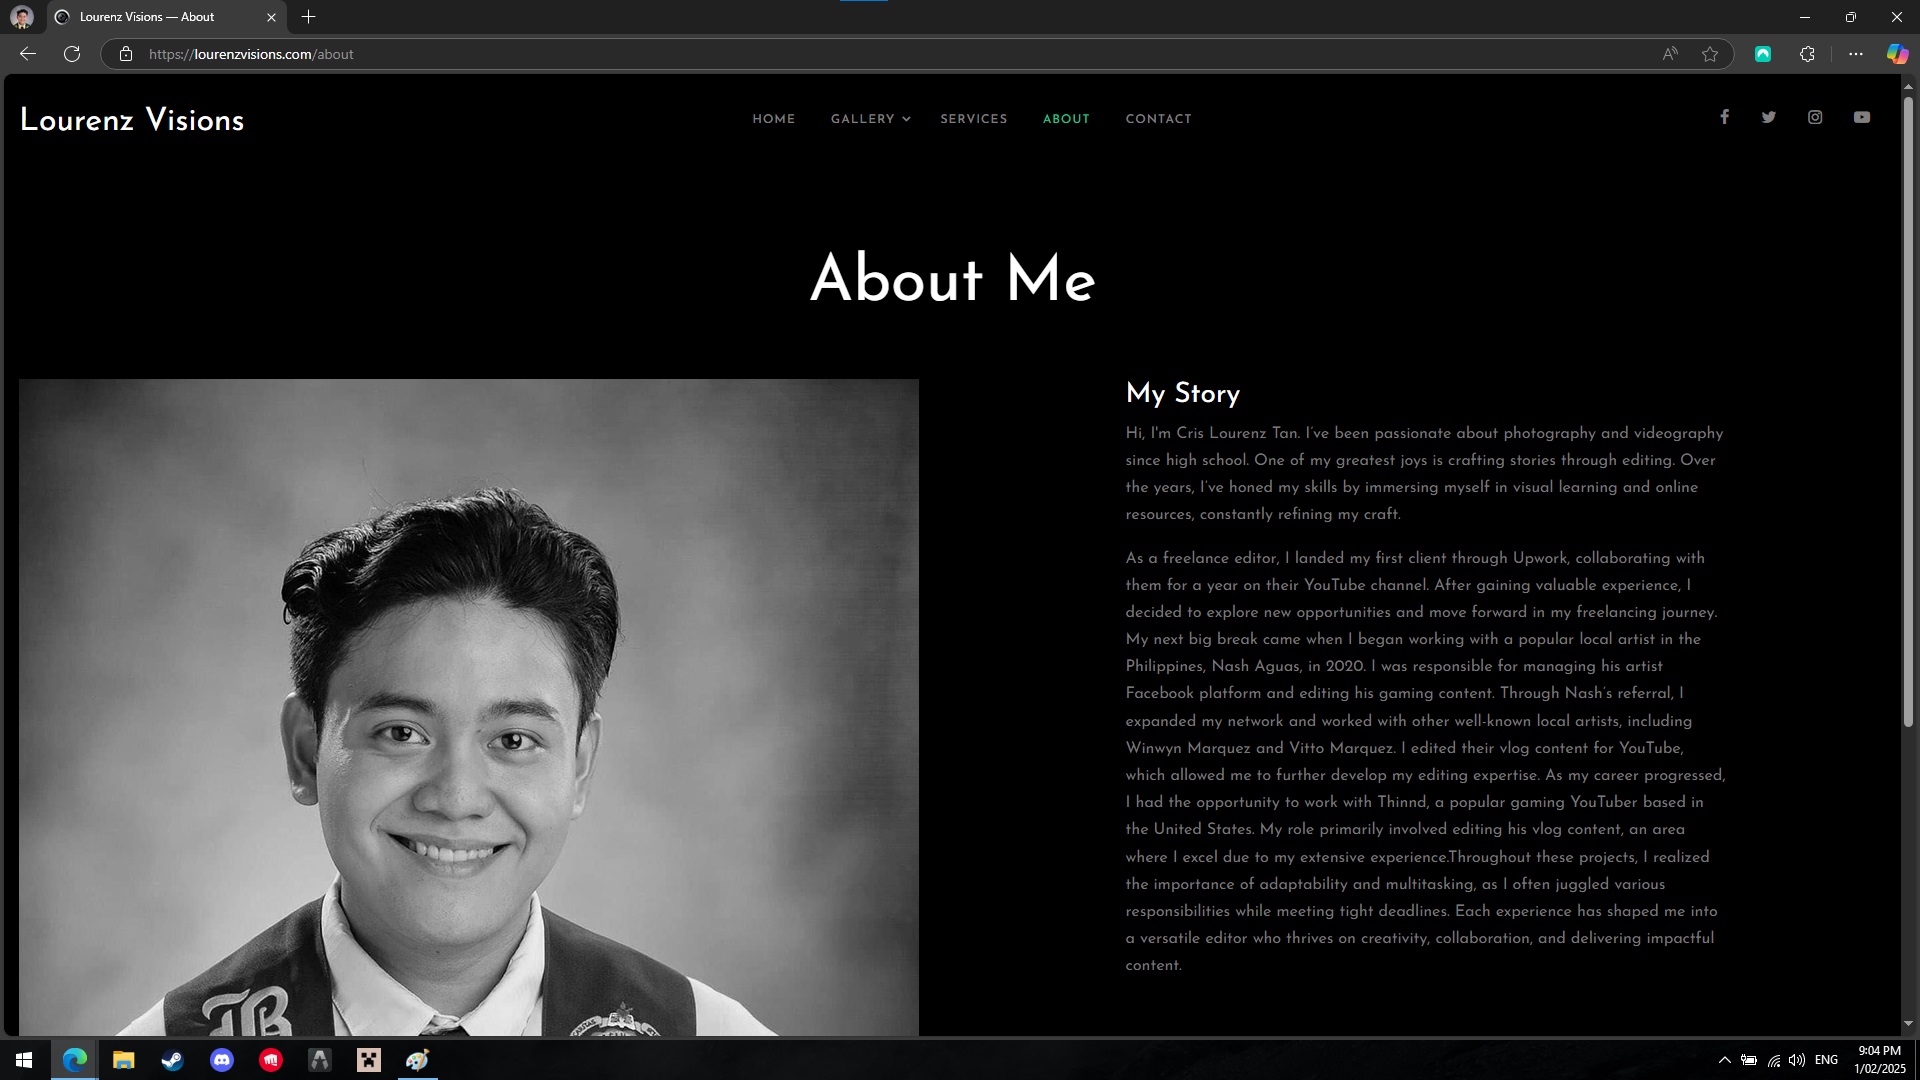 Lourenz Visions — About
https://lourenzvisions.com/about
Lourenz Visions
HOME GALLERY SERVICES ABOUT CONTACT
About Me
My Story
Hi, I'm Cris Lourenz Tan. I've been passionate about photography and videography
since high school. One of my greatest joys is crafting stories through editing. Over
the years, I've honed my skills by immersing myself in visual learning and online
resources, constantly refining my craft.
As a freelance editor, I landed my first client through Upwork, collaborating with
them for a year on their YouTube channel. After gaining valuable experience, I
decided to explore new opportunities and move forward in my freelancing journey.
My next big break came when I began working with a popular local artist in the
Philippines, Nash Aguas, in 2020. I was responsible for managing his artist
Facebook platform and editing his gaming content. Through Nash's referral, I
expanded my network and worked with other well-known local artists, including
Winwyn Marquez and Vitto Marquez. I edited their vlog content for YouTube,
which allowed me to further develop my editing expertise. As my career progressed,
I had the opportunity to work with Thinnd, a popular gaming YouTuber based in
the United States. My role primarily involved editing his vlog content, an area
where I excel due to my extensive experience.Throughout these projects, I realized
the importance of adaptability and multitasking, as I often juggled various
responsibilities while meeting tight deadlines. Each experience has shaped me into
a versatile editor who thrives on creativity, collaboration, and delivering impactful
content.
ENG
9:04 PM
1/02/2025